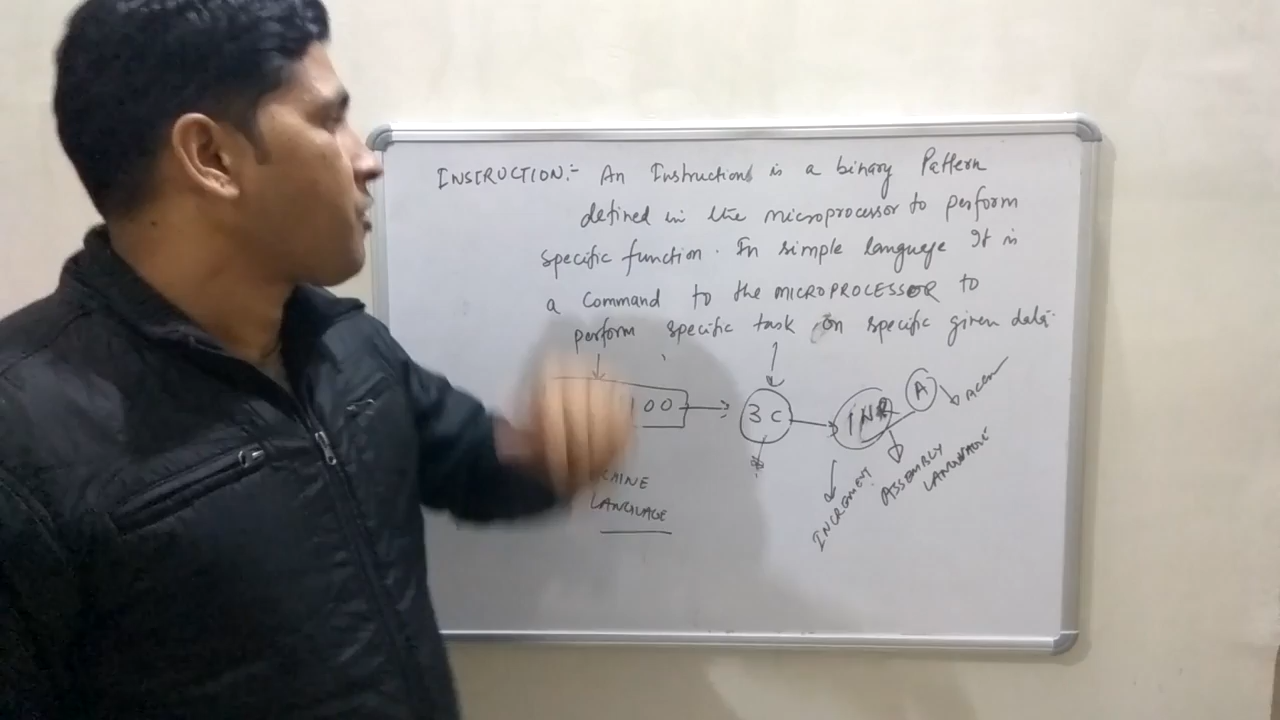 INSTRUCTION:- An Instruction is a binary Pattern
defined in the microprocessor to perform
specific function. In simple language It is
a Command to the MICROPROCESSOR to
perform specific task on specific given data.
100 3C INR A
INCREMENT ASSEMBLY
LANGUAGE
LANGUAGE